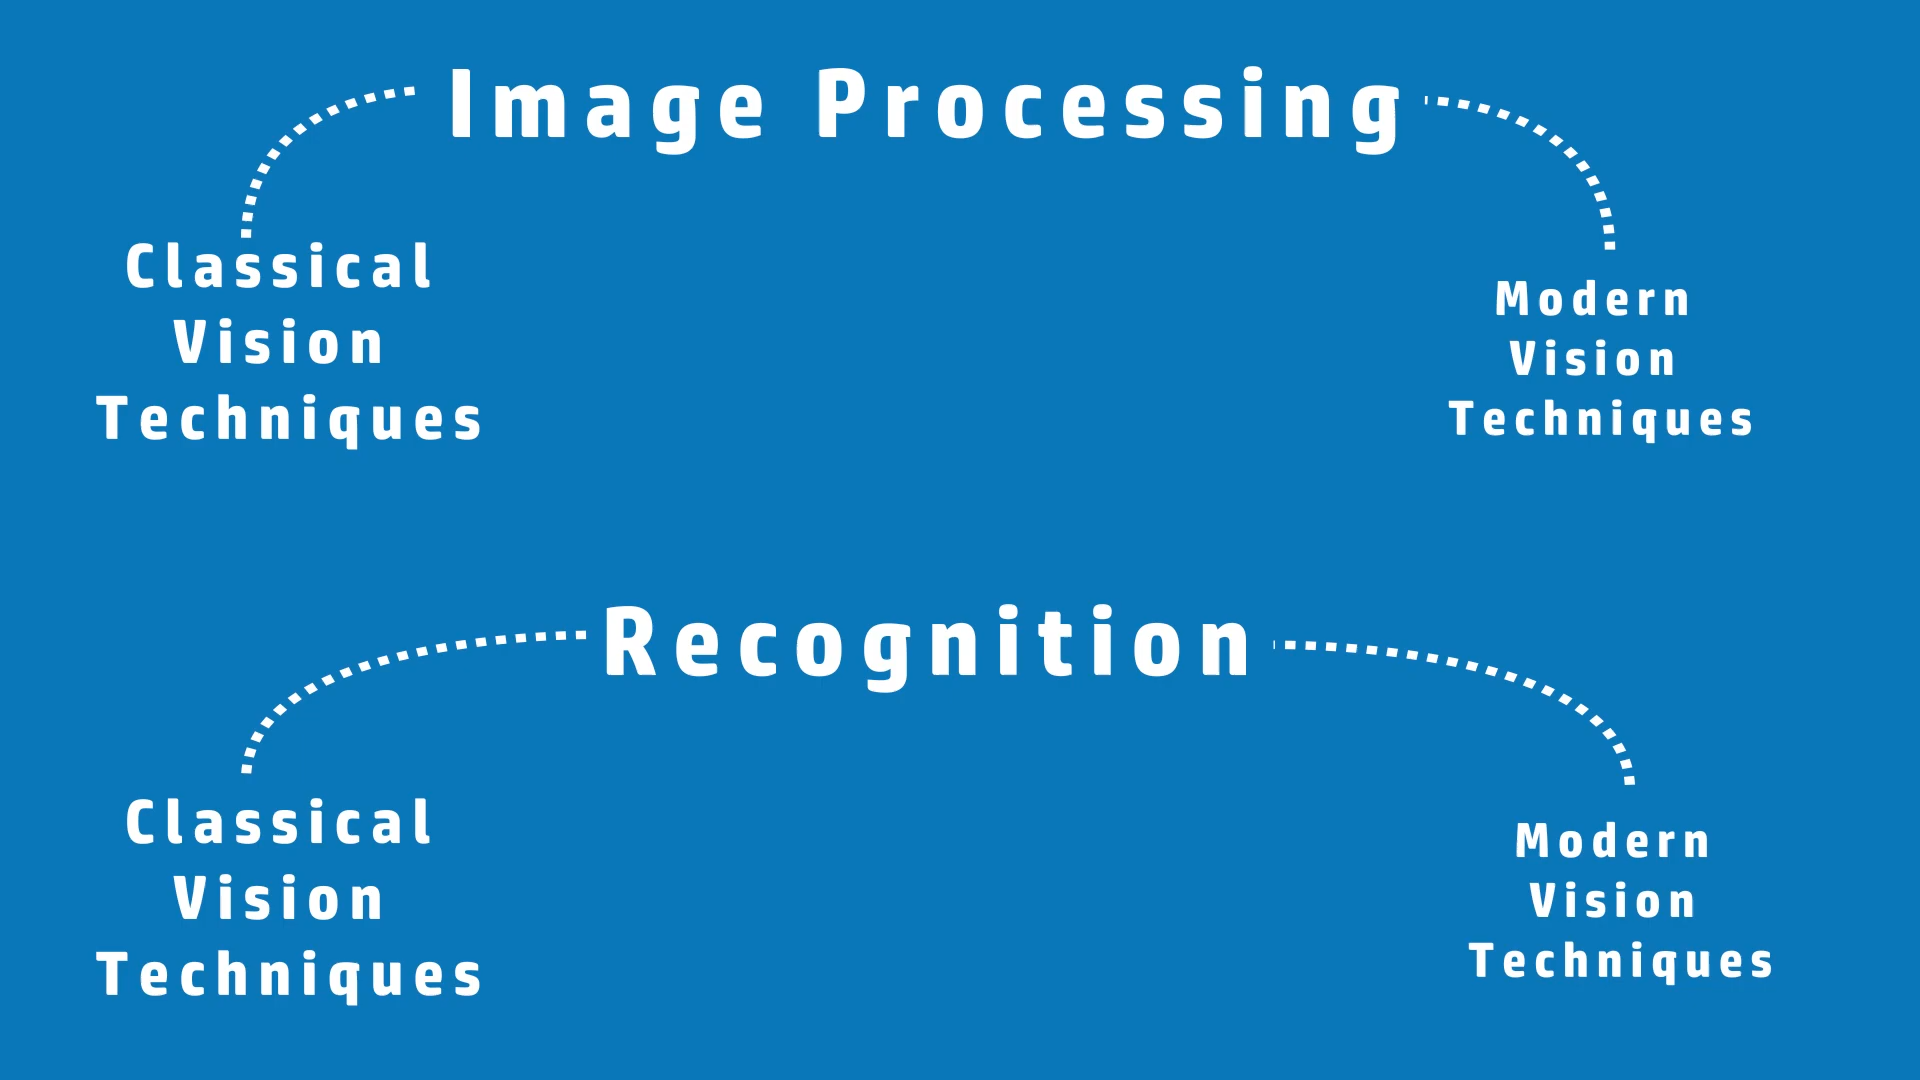 Image Processing
Classical
Vision
Techniques
Modern
Vision
Techniques
Recognition
Classical
Vision
Techniques
Modern
Vision
Techniques